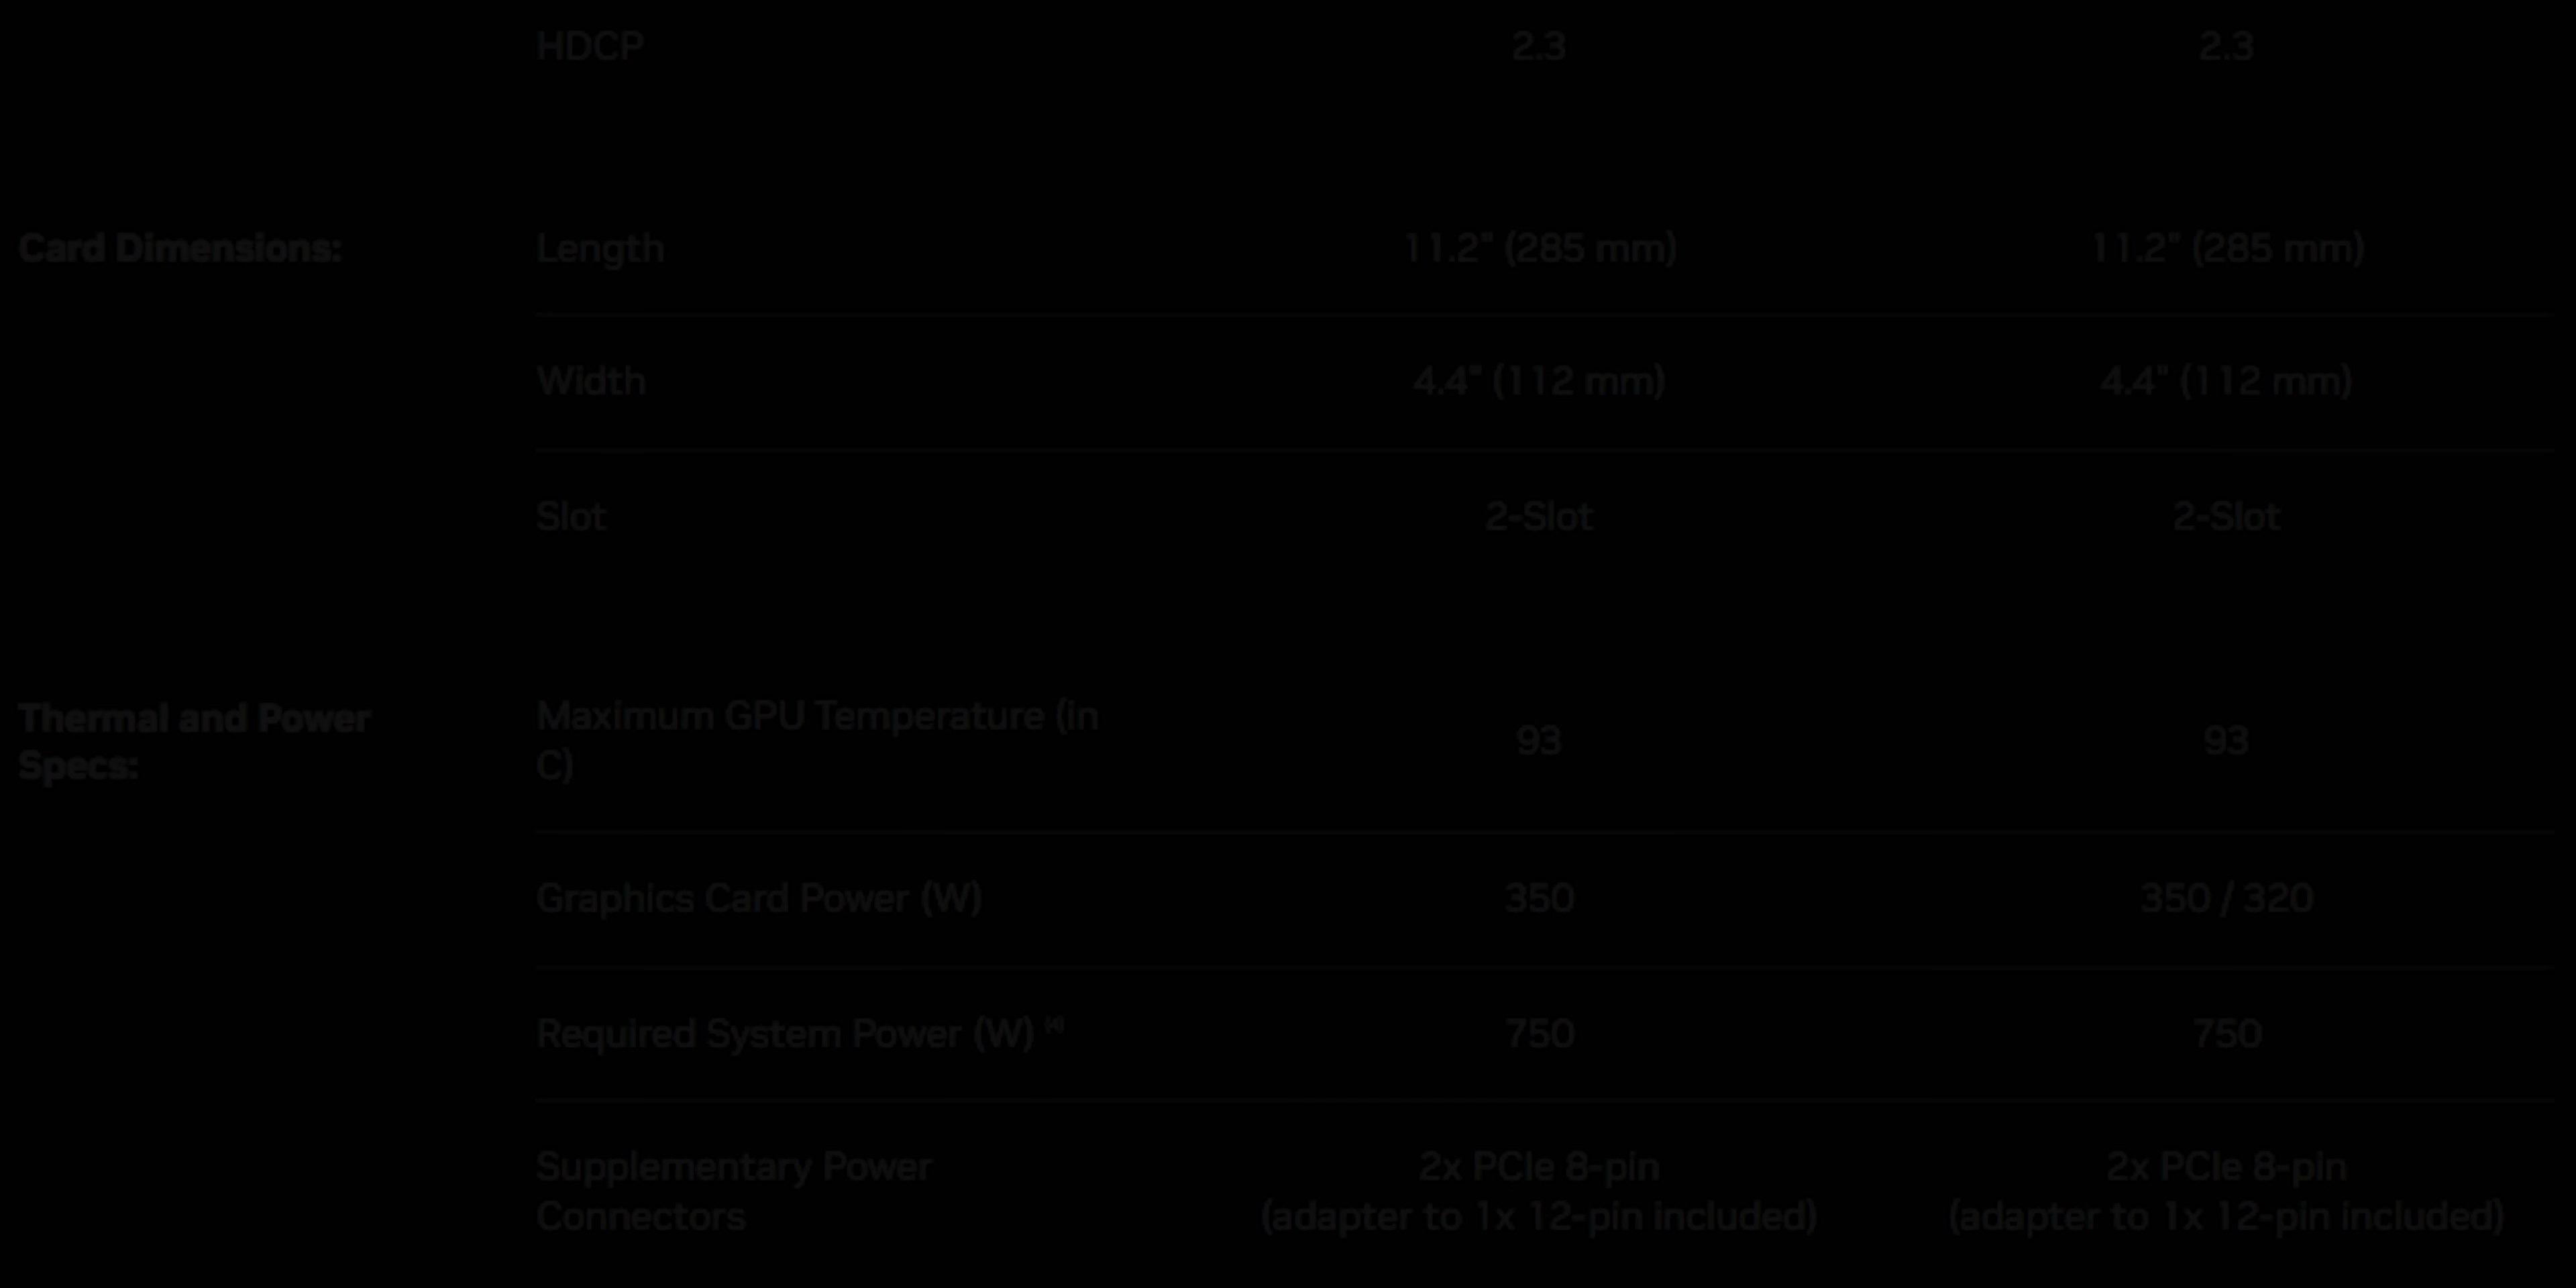 HDCP 2.3 2.3
Card Dimensions: Length 11.2" (285 mm) 11.2" (285 mm)
Width 4.4" (112 mm) 4.4" (112 mm)
Slot 2-Slot 2-Slot
Thermal and Power
Specs:
Maximum GPU Temperature (in
C)
93 93
Graphics Card Power (W) 350 350 / 320
Required System Power (W) 750 750
Supplementary Power
Connectors
2x PCIe 8-pin
(adapter to 1x 12-pin included)
2x PCIe 8-pin
(adapter to 1x 12-pin included)